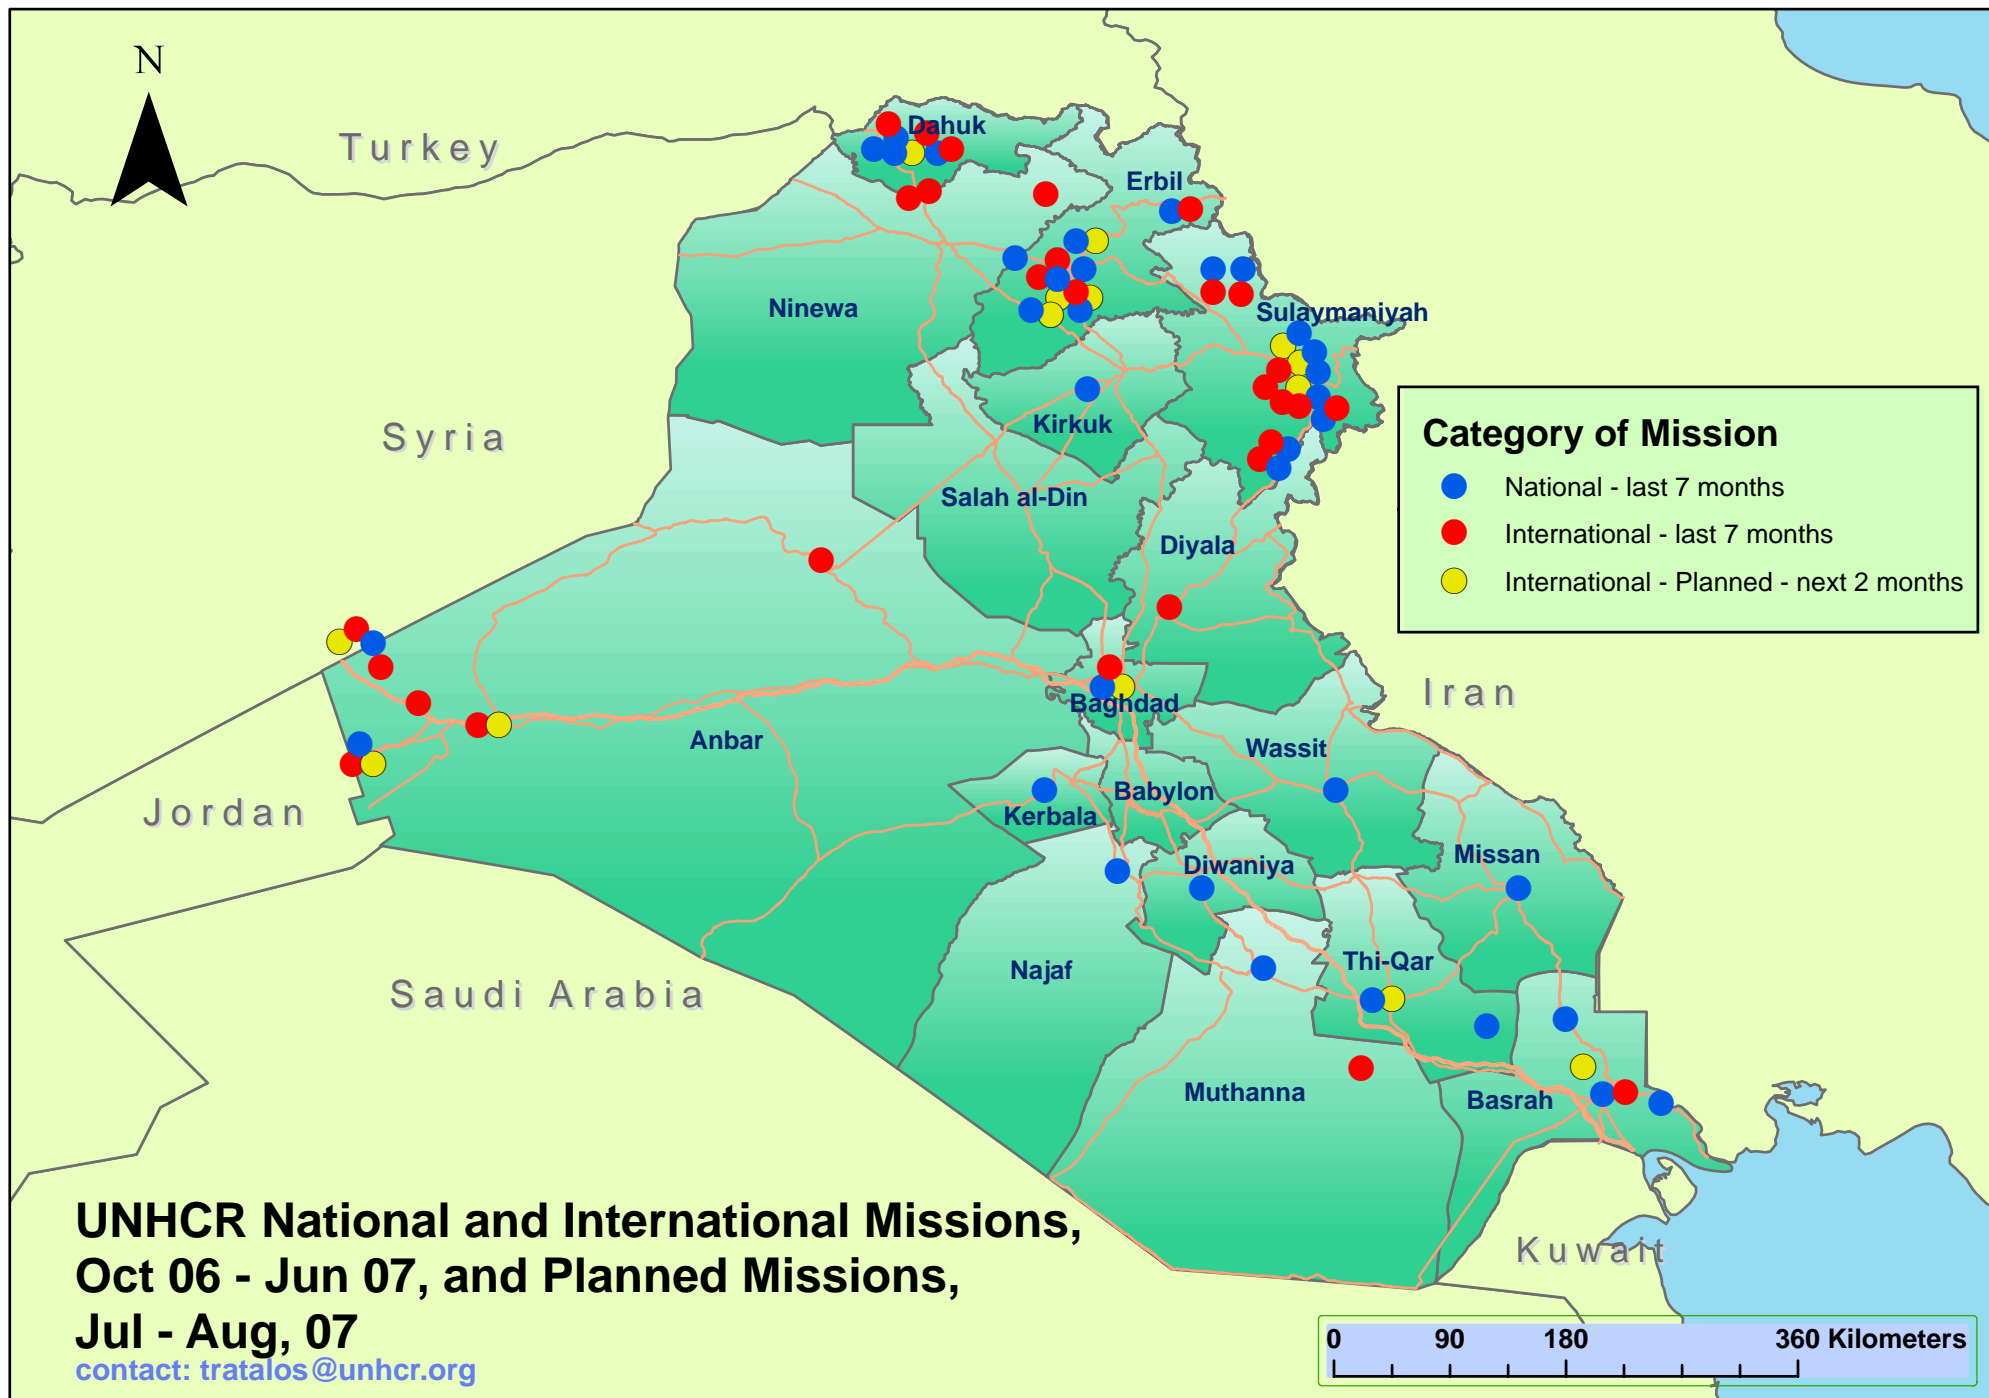 N
Turkey
Dahuk
Erbil
Ninewa
Sulaymaniyah
Syria
Kirkuk
Category of Mission
National - last 7 months
International - last 7 months
International - Planned - next 2 months
Salah al-Din
Diyala
Iran
Baghdad
Anbar
Wassit
Jordan
Babylon
Kerbala
Missan
Diwaniya
Thi-Qar
Najaf
Saudi Arabia
Muthanna
Basrah
Kuwait
UNHCR National and International Missions,
Oct 06 - Jun 07, and Planned Missions,
Jul - Aug, 07
contact: tratalos@unhcr.org
0 90 180 360 Kilometers